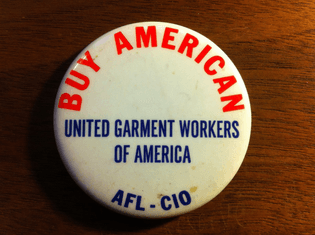 BUY AMERICAN
UNITED GARMENT WORKERS
OF AMERICA
AFL-CIO